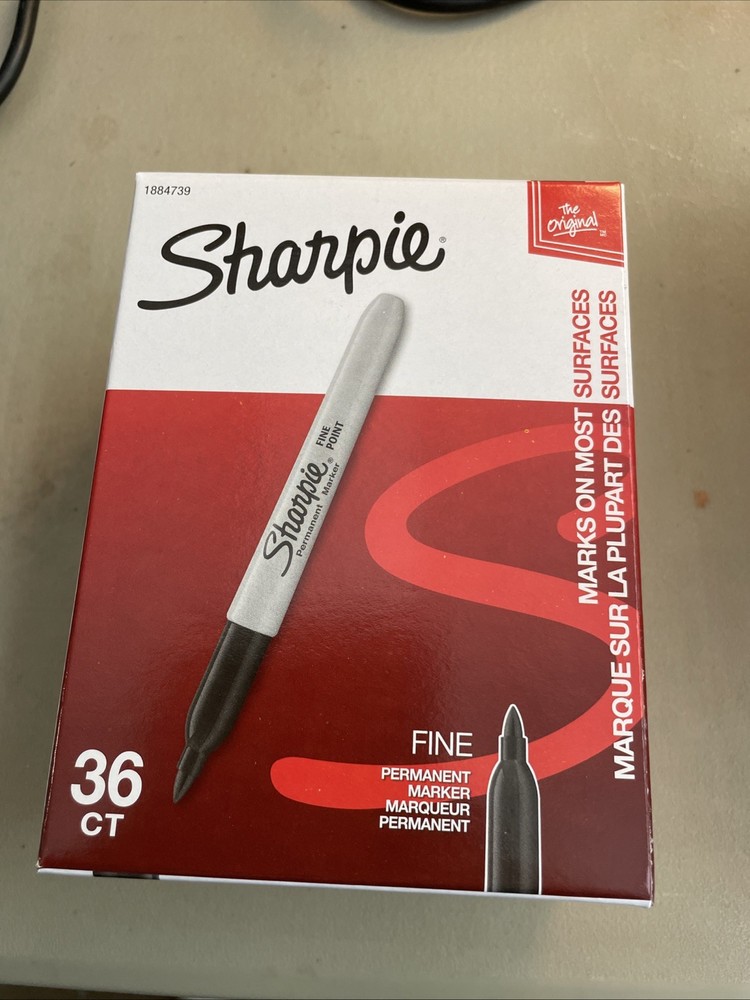 1884739
Sharpie®
The
Original
TM
MARKS ON MOST SURFACES
MARQUE SUR LA PLUPART DES SURFACES
FINE
POINT
Sharpie®
Permanent Marker
FINE
PERMANENT
MARKER
MARQUEUR
PERMANENT
36
CT